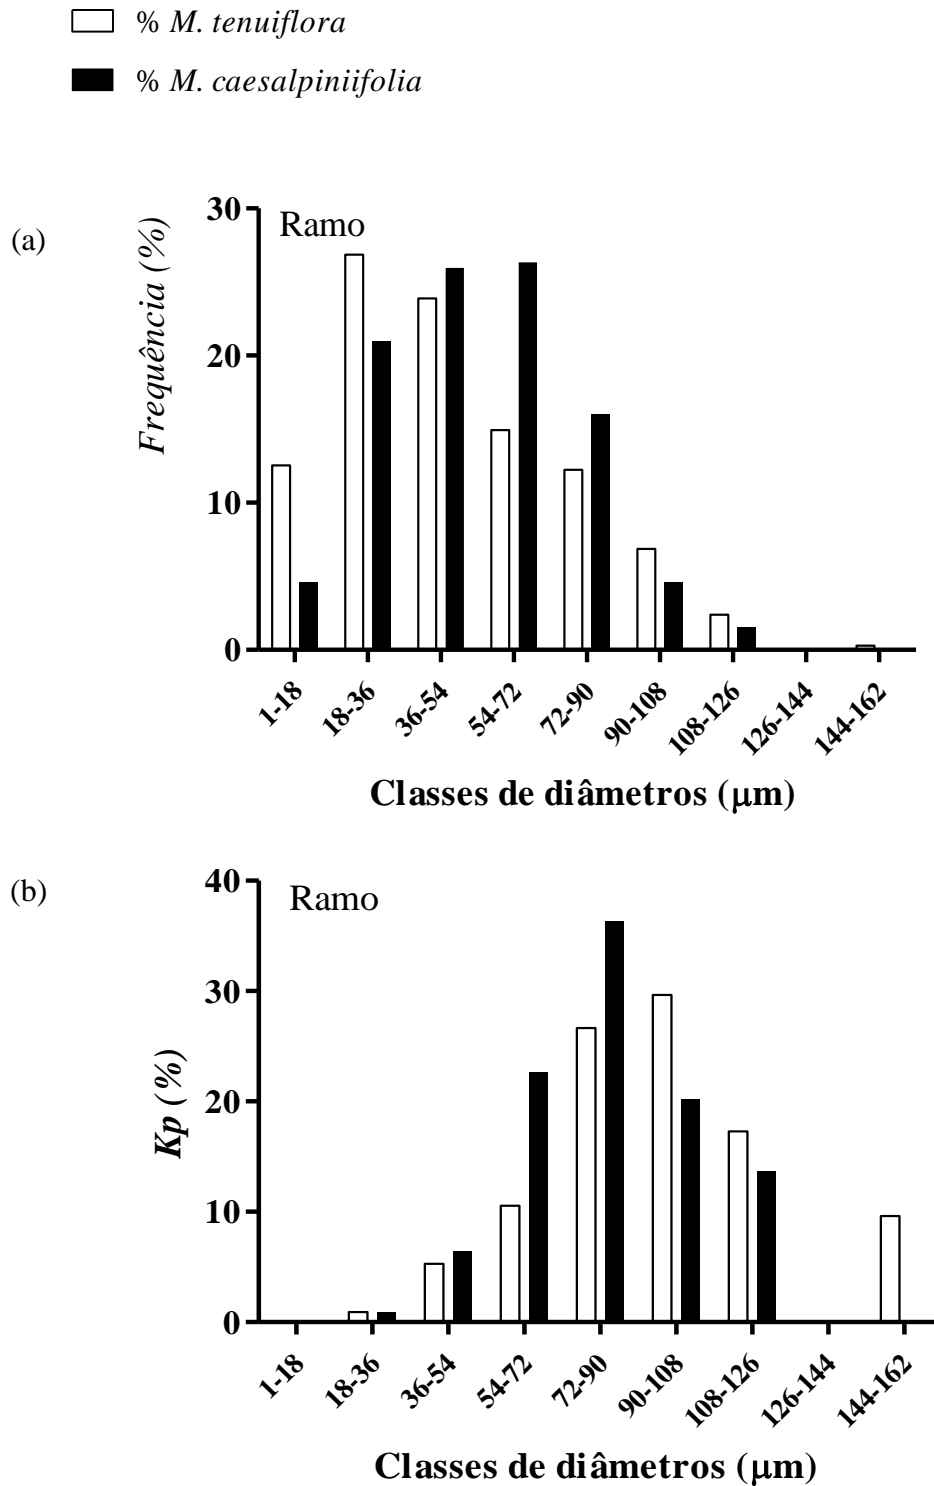 % M. tenuiflora
% M. caesalpiniifolia
(a)
Frequência (%)
30
20
10
0
Ramo
1-18
18-36
36-54
54-72
72-90
90-108
108-126
126-144
144-162
Classes de diâmetros (μm)
(b)
Kp (%)
40
30
20
10
0
Ramo
1-18
18-36
36-54
54-72
72-90
90-108
108-126
126-144
144-162
Classes de diâmetros (μm)